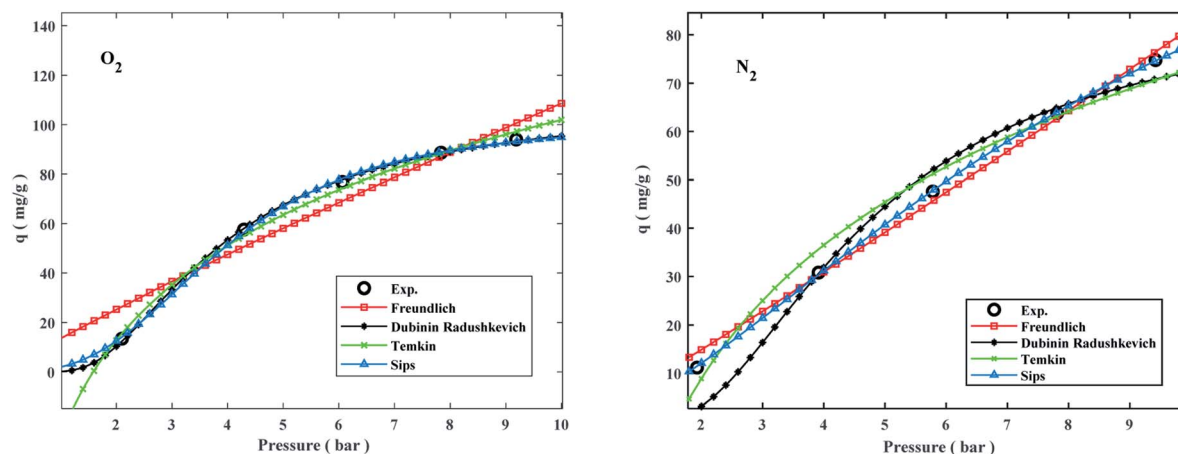 O2
q ( mg/g )
140
120
100
80
60
40
20
0
2 3 4 5 6 7 8 9 10
Pressure ( bar )
Exp.
Freundlich
Dubinin Radushkevich
Temkin
Sips
N2
q ( mg/g )
80
70
60
50
40
30
20
10
2 3 4 5 6 7 8 9
Pressure ( bar )
Exp.
Freundlich
Dubinin Radushkevich
Temkin
Sips